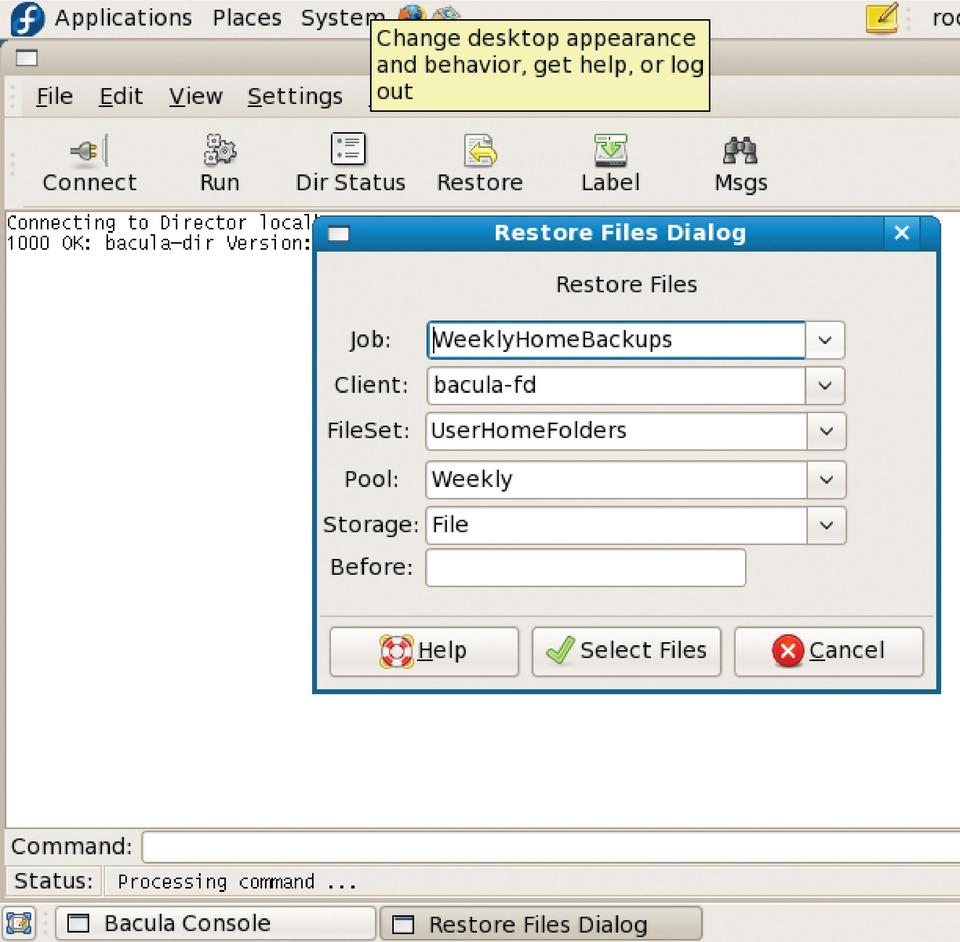 Applications Places System
roo
Change desktop appearance
and behavior, get help, or log
out
File Edit View Settings
Connect Run Dir Status Restore Label Msgs
Connecting to Director local
1000 OK: bacula-dir Version:
Restore Files Dialog
Restore Files
Job: WeeklyHomeBackups
Client: bacula-fd
FileSet: UserHomeFolders
Pool: Weekly
Storage: File
Before:
Help Select Files Cancel
Command:
Status: Processing command ...
Bacula Console Restore Files Dialog